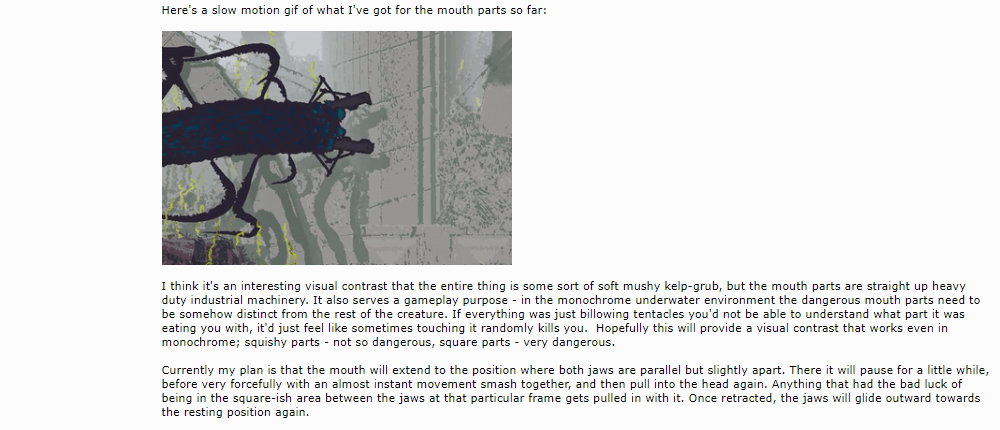 Here's a slow motion gif of what I've got for the mouth parts so far:
I think it's an interesting visual contrast that the entire thing is some sort of soft mushy kelp-grub, but the mouth parts are straight up heavy
duty industrial machinery. It also serves a gameplay purpose - in the monochrome underwater environment the dangerous mouth parts need to
be somehow distinct from the rest of the creature. If everything was just billowing tentacles you'd not be able to understand what part it was
eating you with, it'd just feel like sometimes touching it randomly kills you.  Hopefully this will provide a visual contrast that works even in
monochrome; squishy parts - not so dangerous, square parts - very dangerous.
Currently my plan is that the mouth will extend to the position where both jaws are parallel but slightly apart. There it will pause for a little while,
before very forcefully with an almost instant movement smash together, and then pull into the head again. Anything that had the bad luck of
being in the square-ish area between the jaws at that particular frame gets pulled in with it. Once retracted, the jaws will glide outward towards
the resting position again.